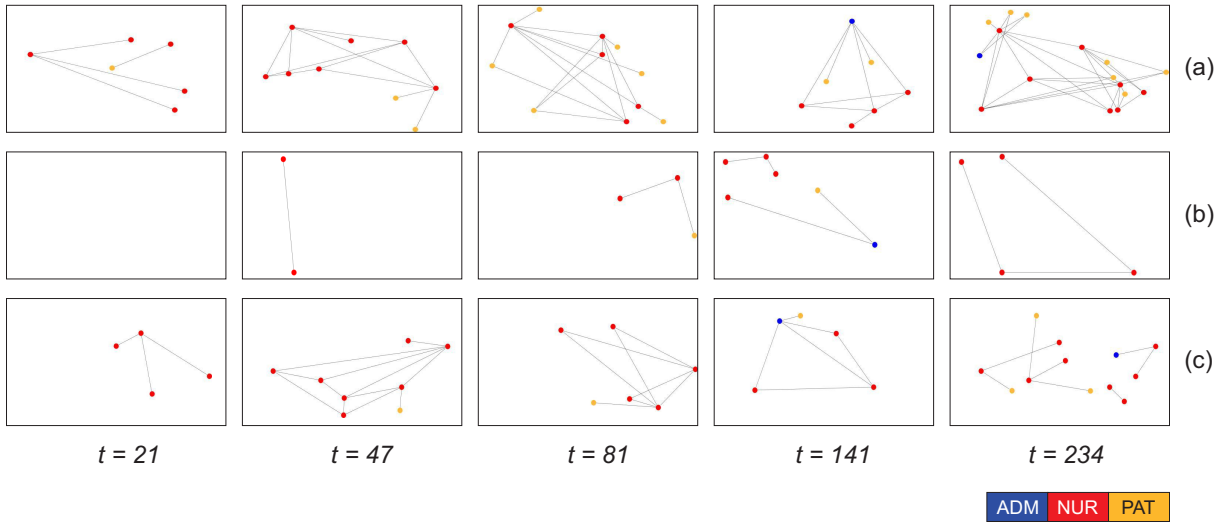 (a)
(b)
(c)
t = 21 t = 47 t = 81 t = 141 t = 234
ADM NUR PAT